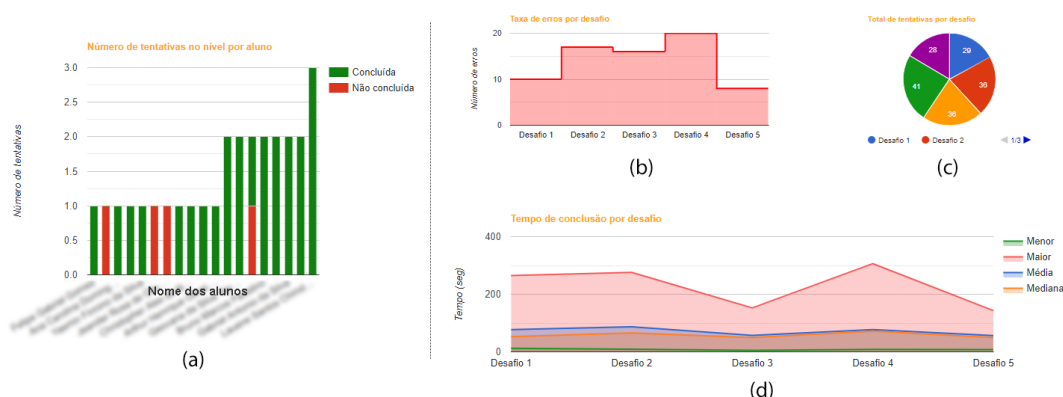 Número de tentativas no nível por aluno
3.0
2.5
2.0
1.5
1.0
0.5
0.0
Número de tentativas
Concluída
Não concluída
Nome dos alunos
(a)
Taxa de erros por desafio
20
10
0
Número de erros
Desafio 1 Desafio 2 Desafio 3 Desafio 4 Desafio 5
(b)
Total de tentativas por desafio
28 29
41 36
36
Desafio 1 Desafio 2 1/3
(c)
Tempo de conclusão por desafio
400
200
0
Tempo (seg)
Menor
Maior
Média
Mediana
Desafio 1 Desafio 2 Desafio 3 Desafio 4 Desafio 5
(d)